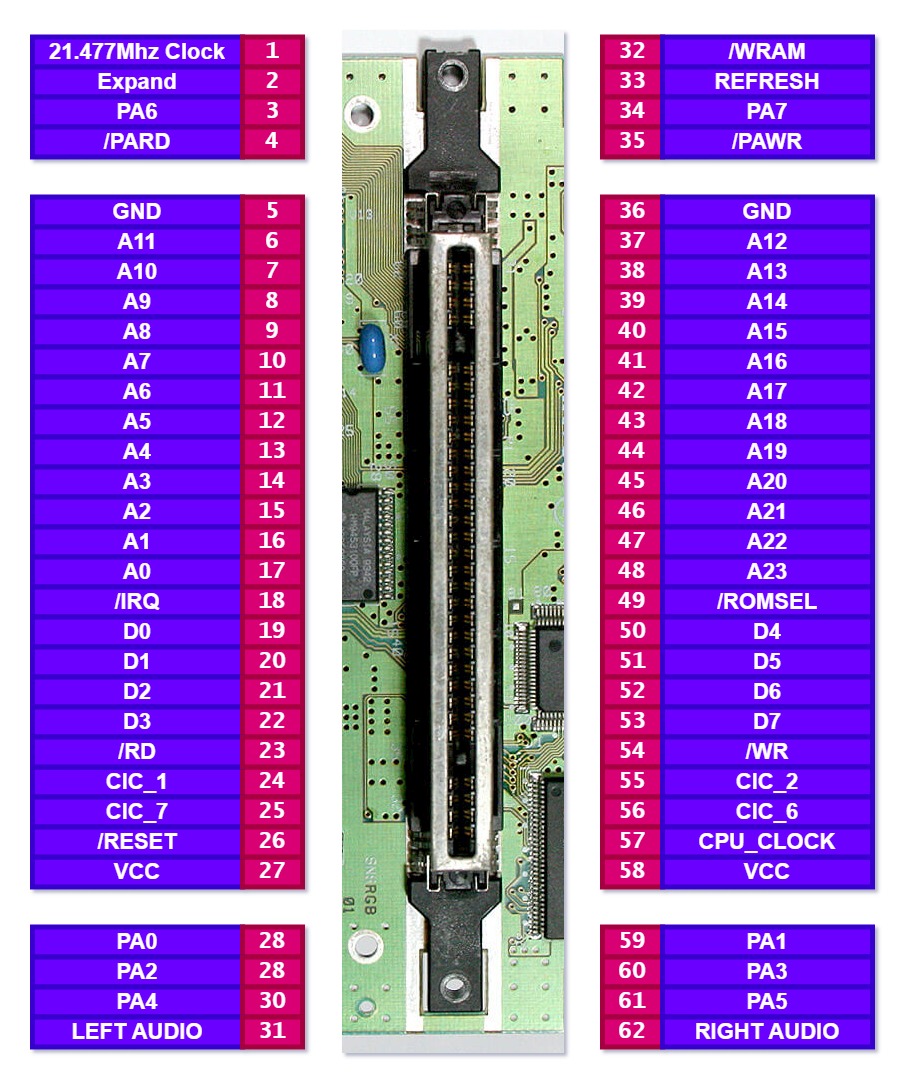 21.477Mhz Clock 1
Expand 2
PA6 3
/PARD 4
GND 5
A11 6
A10 7
A9 8
A8 9
A7 10
A6 11
A5 12
A4 13
A3 14
A2 15
A1 16
A0 17
/IRQ 18
D0 19
D1 20
D2 21
D3 22
/RD 23
CIC_1 24
CIC_7 25
/RESET 26
VCC 27
PA0 28
PA2 28
PA4 30
LEFT AUDIO 31
MALAYSIA
SNN-RGB
01
32 /WRAM
33 REFRESH
34 PA7
35 /PAWR
36 GND
37 A12
38 A13
39 A14
40 A15
41 A16
42 A17
43 A18
44 A19
45 A20
46 A21
47 A22
48 A23
49 /ROMSEL
50 D4
51 D5
52 D6
53 D7
54 /WR
55 CIC_2
56 CIC_6
57 CPU_CLOCK
58 VCC
59 PA1
60 PA3
61 PA5
62 RIGHT AUDIO